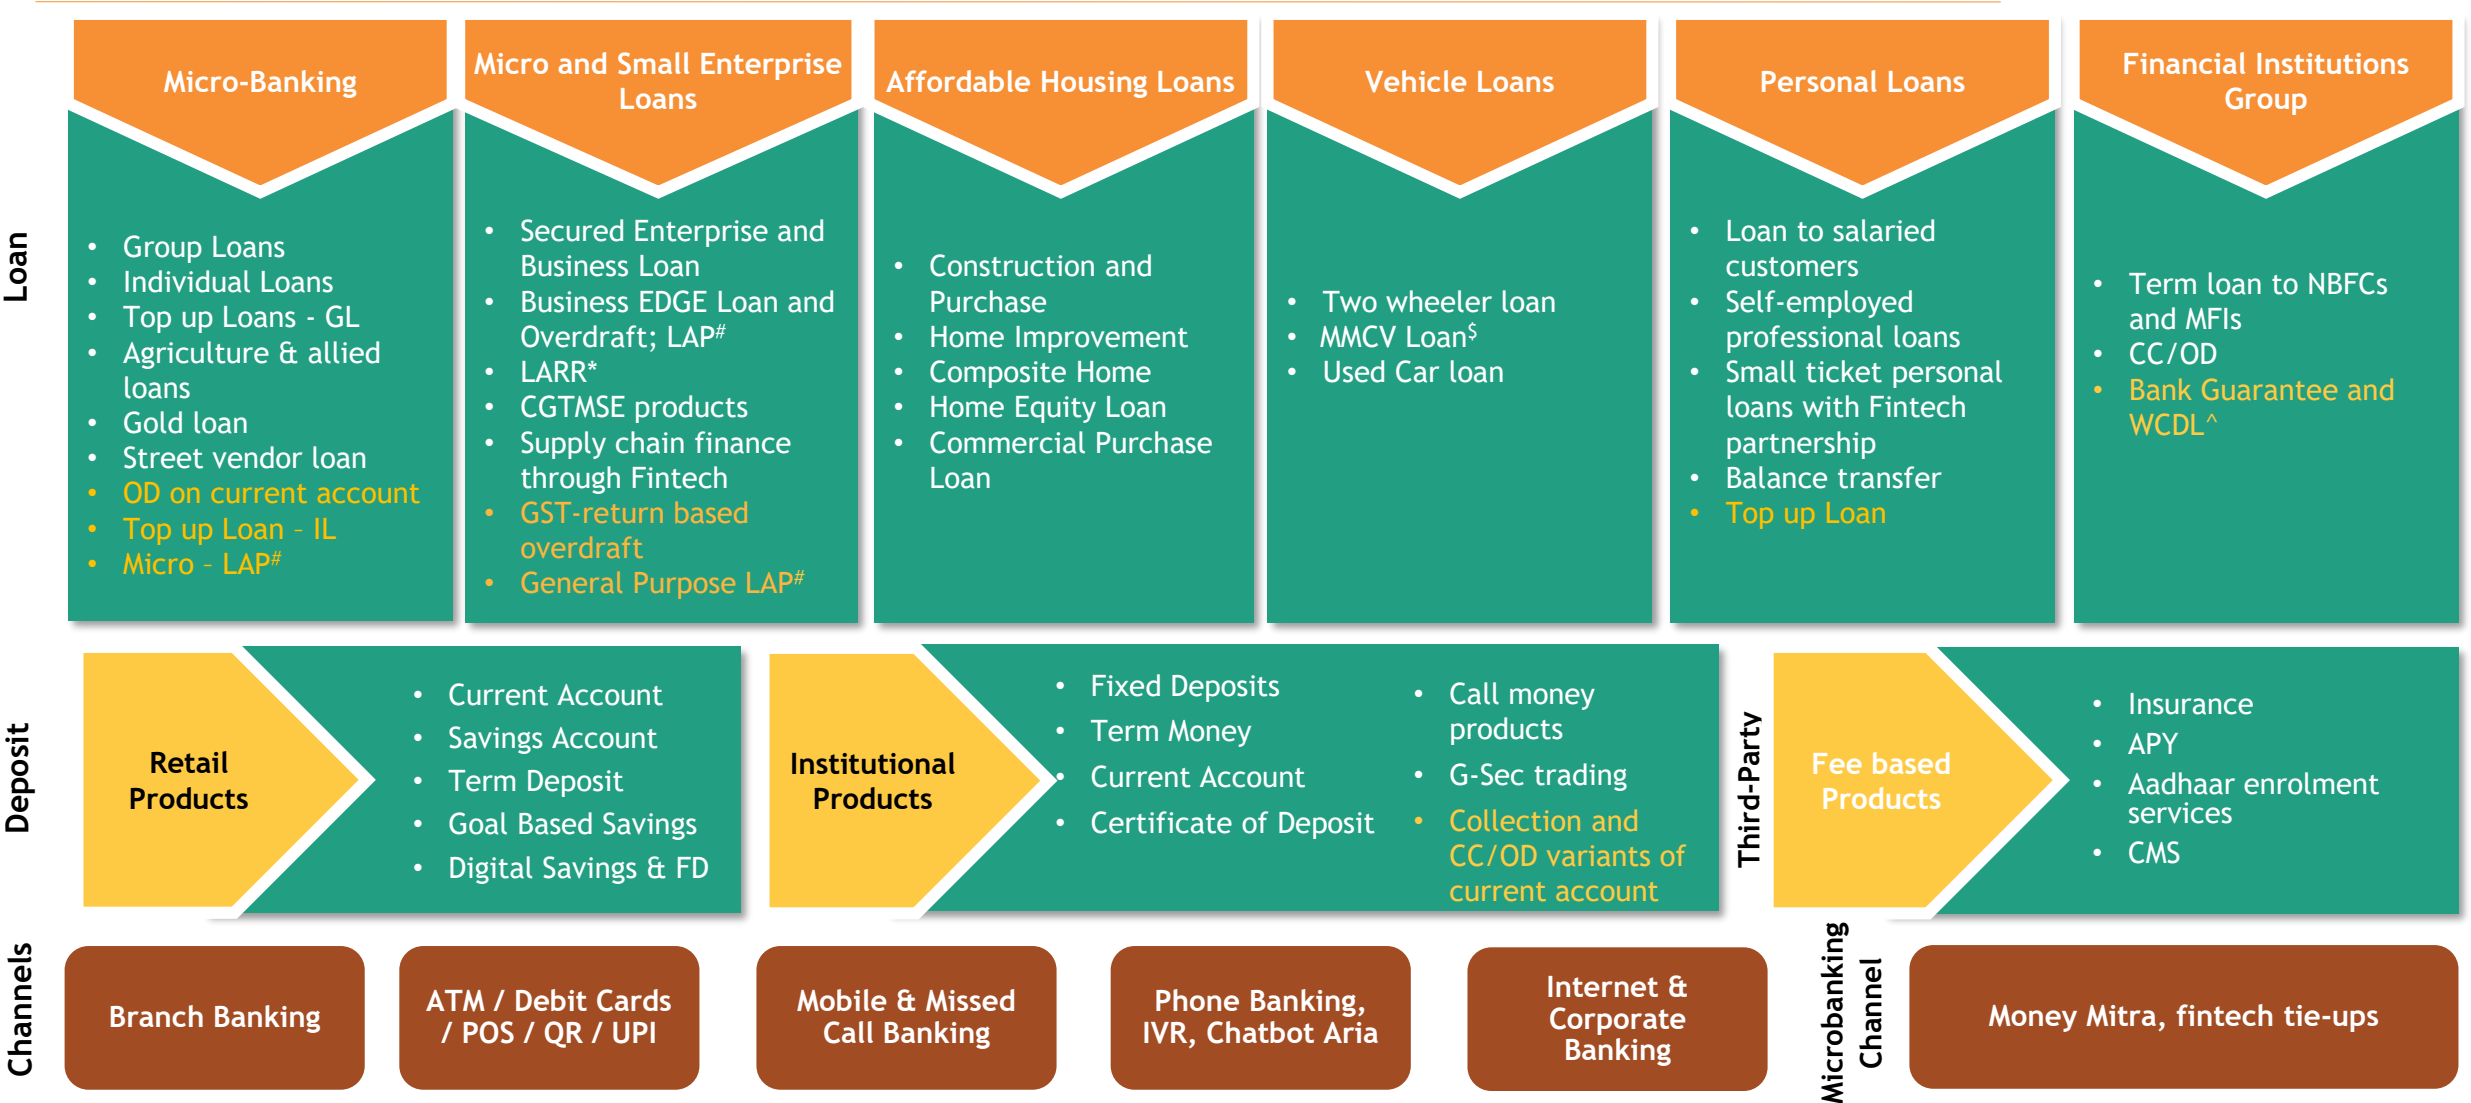 Loan
Micro-Banking
• Group Loans
• Individual Loans
• Top up Loans - GL
• Agriculture & allied
loans
• Gold loan
• Street vendor loan
• OD on current account
• Top up Loan – IL
• Micro – LAP#
Micro and Small Enterprise
Loans
• Secured Enterprise and
Business Loan
• Business EDGE Loan and
Overdraft; LAP#
• LARR*
• CGTMSE products
• Supply chain finance
through Fintech
• GST-return based
overdraft
• General Purpose LAP#
Affordable Housing Loans
• Construction and
Purchase
• Home Improvement
• Composite Home
• Home Equity Loan
• Commercial Purchase
Loan
Vehicle Loans
• Two wheeler loan
• MMCV Loan$
• Used Car loan
Personal Loans
• Loan to salaried
customers
• Self-employed
professional loans
• Small ticket personal
loans with Fintech
partnership
• Balance transfer
• Top up Loan
Financial Institutions
Group
• Term loan to NBFCs
and MFIs
• CC/OD
• Bank Guarantee and
WCDL^
Deposit
Retail
Products
• Current Account
• Savings Account
• Term Deposit
• Goal Based Savings
• Digital Savings & FD
Institutional
Products
• Fixed Deposits
• Term Money
• Current Account
• Certificate of Deposit
• Call money
products
• G-Sec trading
• Collection and
CC/OD variants of
current account
Third-Party
Fee based
Products
• Insurance
• APY
• Aadhaar enrolment
services
• CMS
Channels
Branch Banking
ATM / Debit Cards
/ POS / QR / UPI
Mobile & Missed
Call Banking
Phone Banking,
IVR, Chatbot Aria
Internet &
Corporate
Banking
Microbanking
Channel
Money Mitra, fintech tie-ups